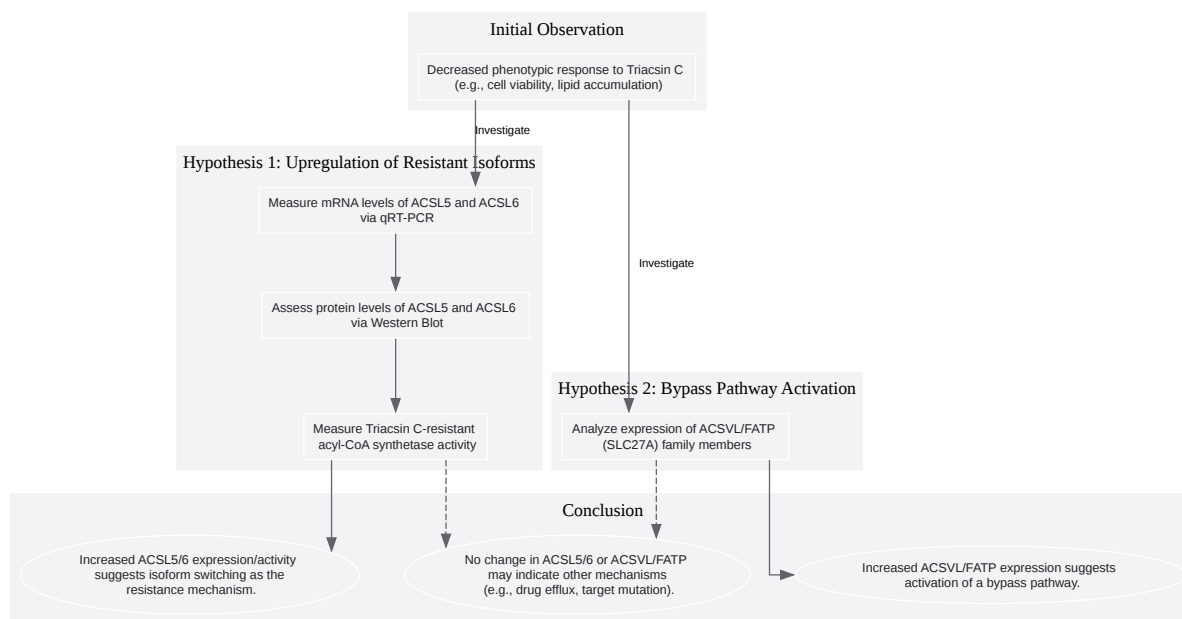 Initial Observation
Decreased phenotypic response to Triacsin C
(e.g., cell viability, lipid accumulation)
Investigate
Hypothesis 1: Upregulation of Resistant Isoforms
Measure mRNA levels of ACSL5 and ACSL6
via qRT-PCR
Investigate
Assess protein levels of ACSL5 and ACSL6
via Western Blot
Hypothesis 2: Bypass Pathway Activation
Measure Triacsin C-resistant
acyl-CoA synthetase activity
Analyze expression of ACSVL/FATP
(SLC27A) family members
Conclusion
Increased ACSL5/6 expression/activity
suggests isoform switching as the
resistance mechanism.
No change in ACSL5/6 or ACSVL/FATP
may indicate other mechanisms
(e.g., drug efflux, target mutation).
Increased ACSVL/FATP expression suggests
activation of a bypass pathway.